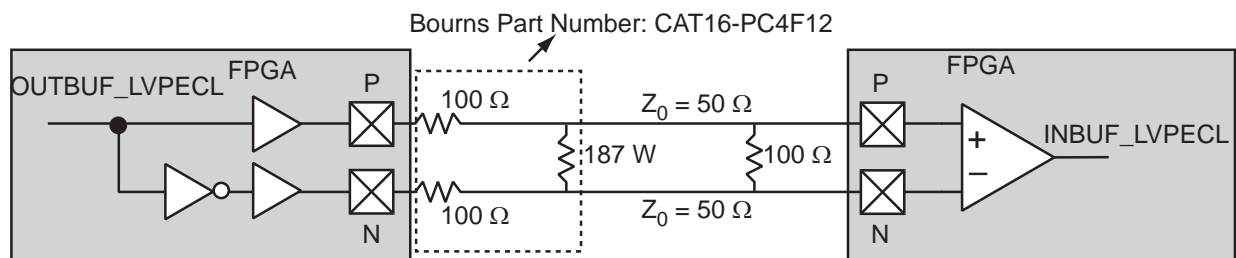 Bourns Part Number: CAT16-PC4F12
OUTBUF_LVPECL
FPGA
P
100 Ω
Z0 = 50 Ω
187 W
100 Ω
100 Ω
Z0 = 50 Ω
N
FPGA
P
+
−
INBUF_LVPECL
N